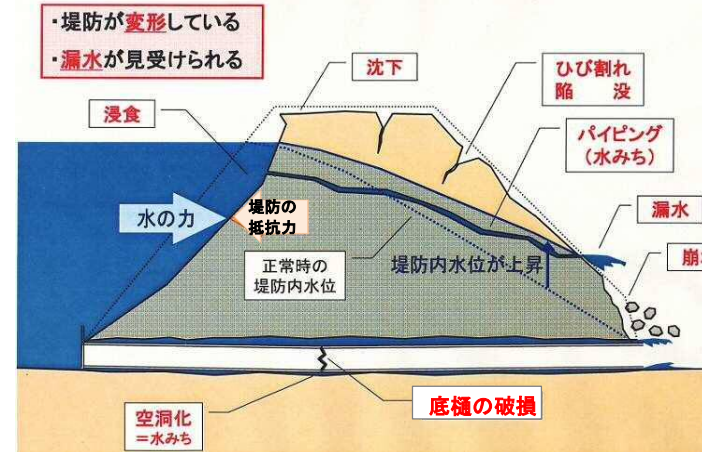 ・堤防が変形している
・漏水が見受けられる
沈下
ひび割れ
陥 没
浸食
パイピング
(水みち)
水の力
堤防の
抵抗力
漏水
正常時の
堤防内水位
堤防内水位が上昇
崩
底樋の破損
空洞化
=水みち